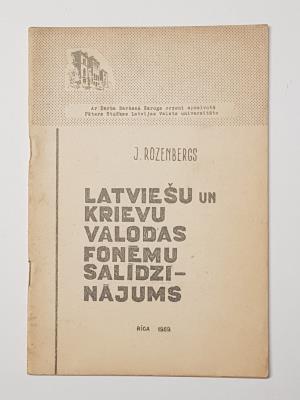 Ar Darba Sarkanā Karoga ordeni apbalvotā
Pētera Stučkas Latvijas Valsts universitāte
J. ROZENBERGS
LATVIEŠU UN
KRIEVU
VALODAS
FONĒMU
SALĪDZI-
NĀJUMS
RĪGA 1989